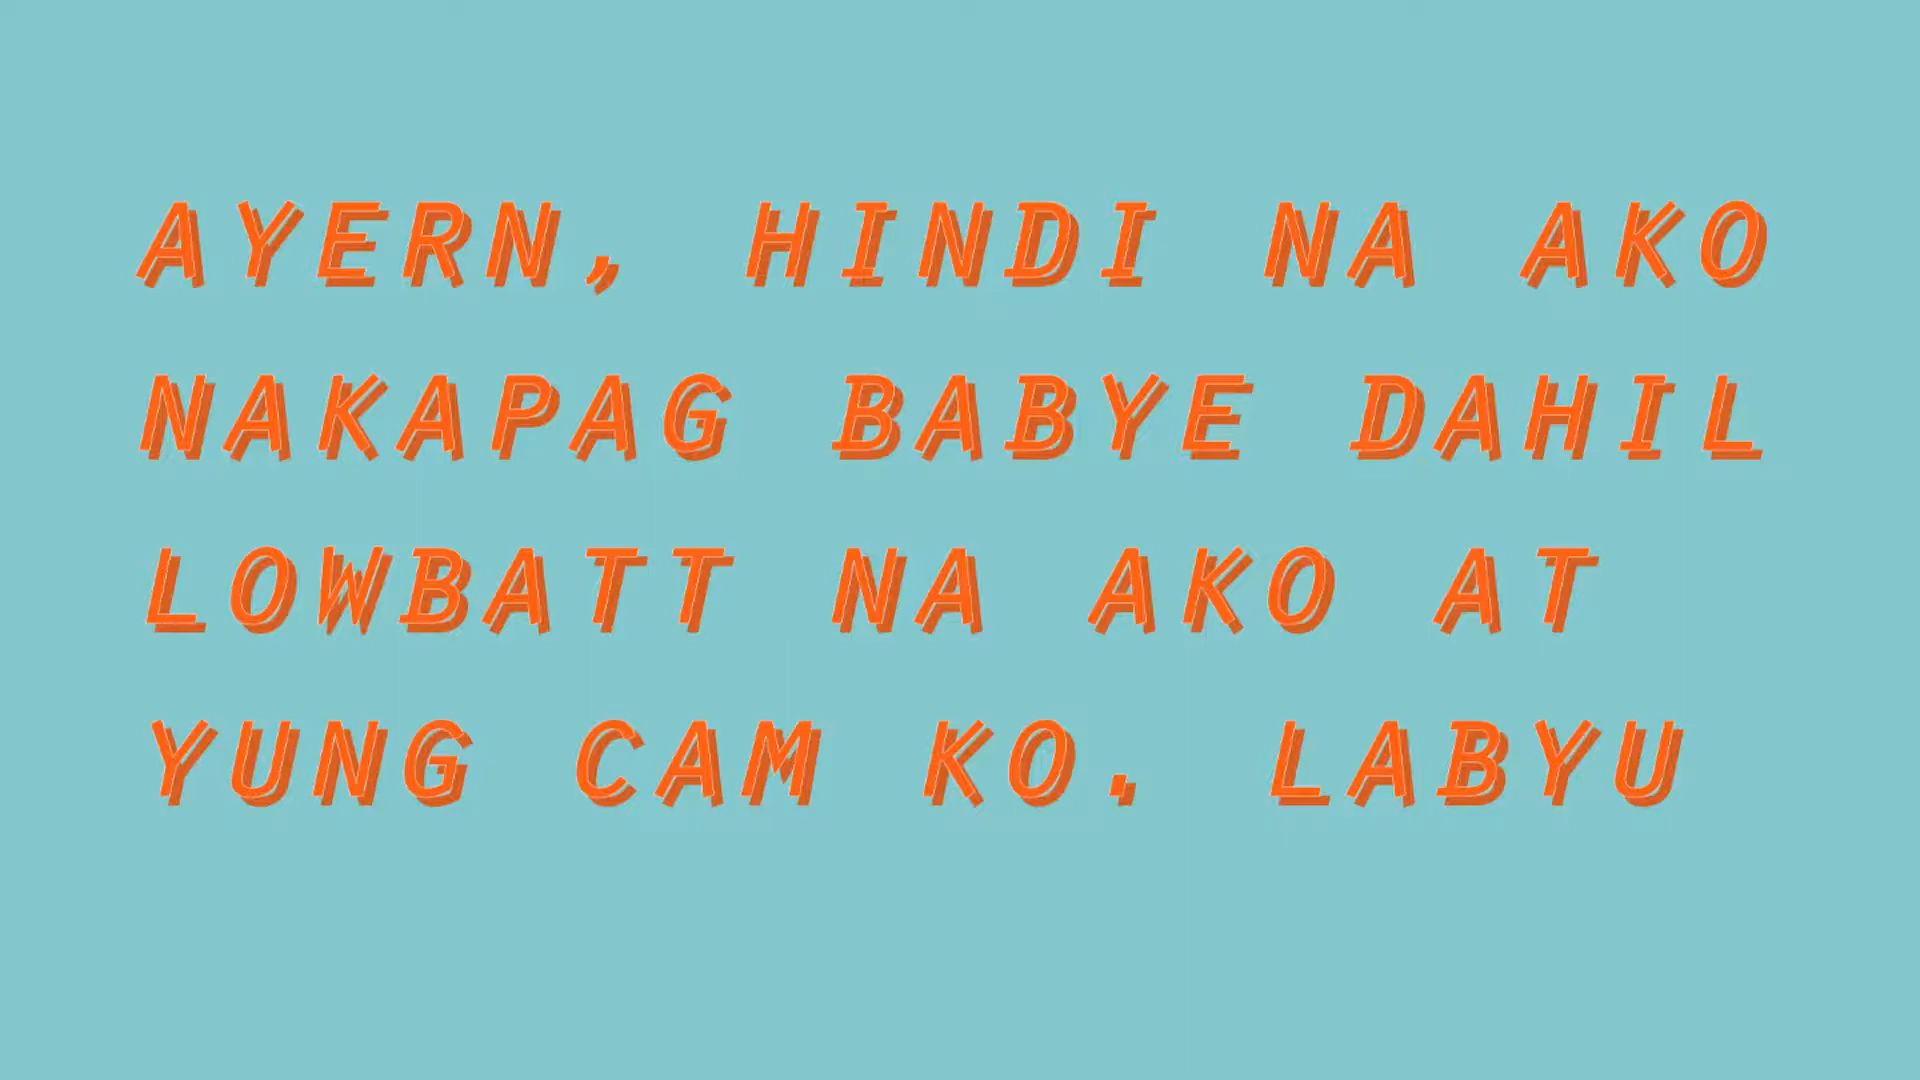 AYERN, HINDI NA AKO
NAKAPAG BABYE DAHIL
LOWBATT NA AKO AT
YUNG CAM KO. LABYU